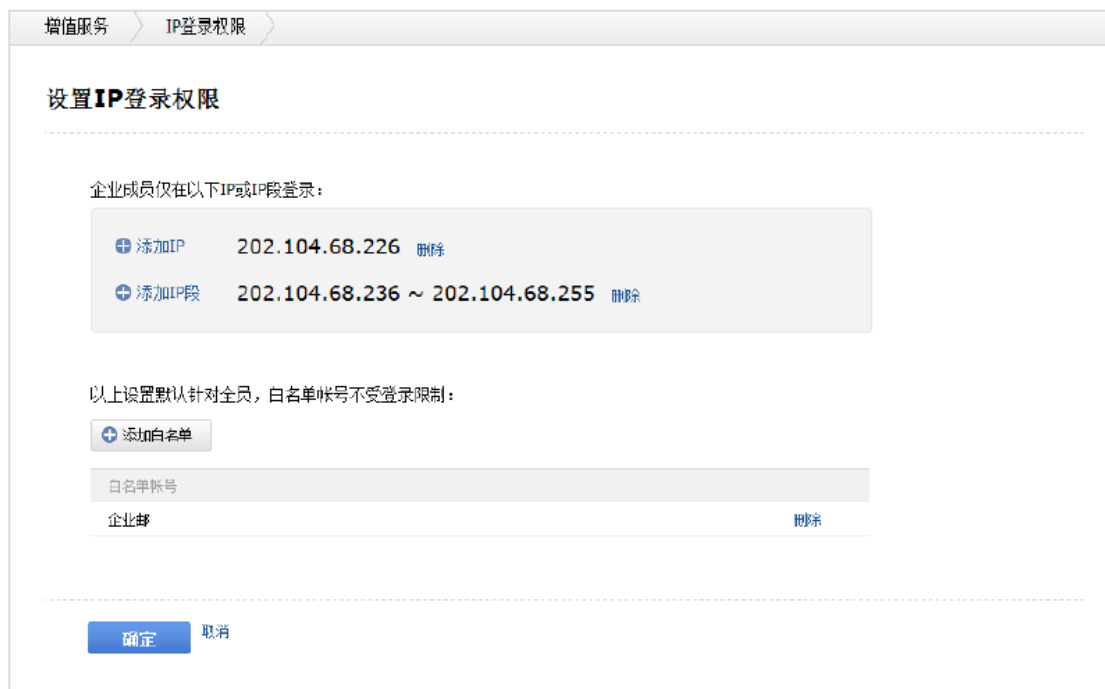 增值服务 IP登录权限
设置IP登录权限
企业成员仅在以下IP或IP段登录：
添加IP 202.104.68.226 删除
添加IP段 202.104.68.236 ~ 202.104.68.255 删除
以上设置默认针对全员，白名单帐号不受登录限制：
添加白名单
白名单帐号
企业邮 删除
确定 取消